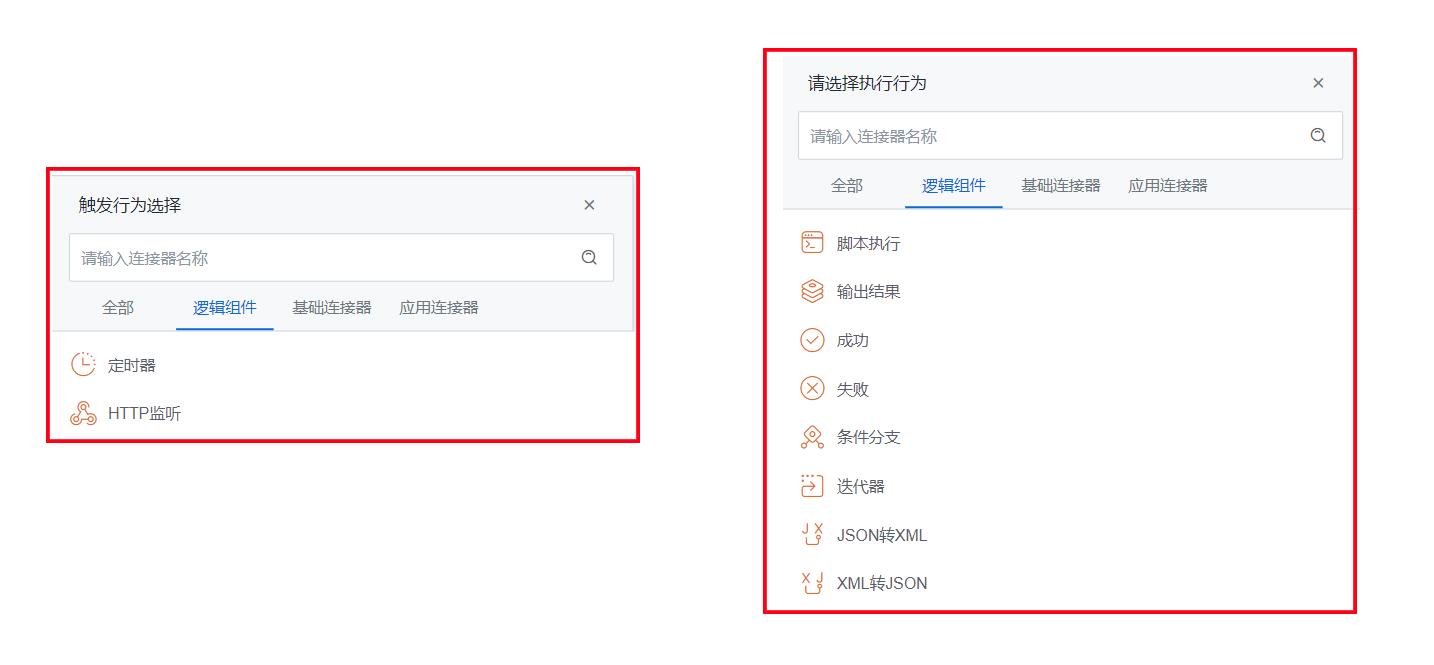 触发行为选择
请输入连接器名称
全部 逻辑组件 基础连接器 应用连接器
定时器
HTTP监听
请选择执行行为
请输入连接器名称
全部 逻辑组件 基础连接器 应用连接器
脚本执行
输出结果
成功
失败
条件分支
迭代器
JSON转XML
XML转JSON